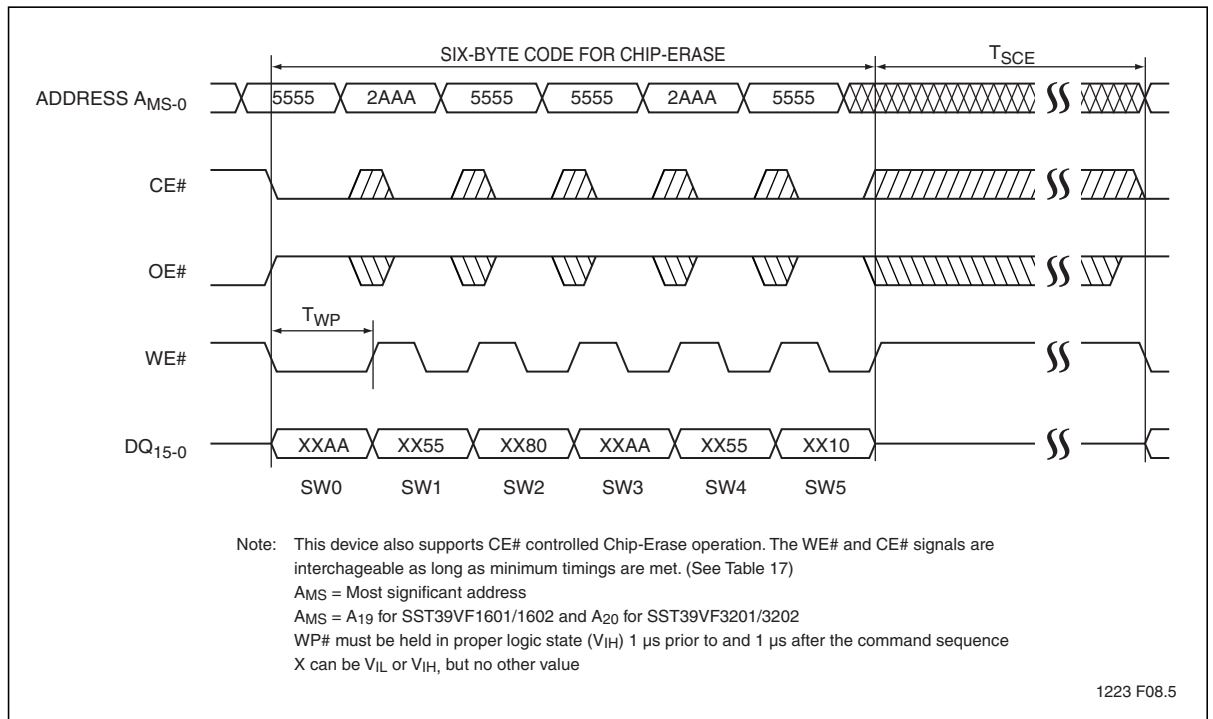 SIX-BYTE CODE FOR CHIP-ERASE
TSCE
ADDRESS AMS-0
5555 2AAA 5555 5555 2AAA 5555
CE#
OE#
TWP
WE#
DQ15-0
XXAA XX55 XX80 XXAA XX55 XX10
SW0 SW1 SW2 SW3 SW4 SW5
Note: This device also supports CE# controlled Chip-Erase operation. The WE# and CE# signals are
interchageable as long as minimum timings are met. (See Table 17)
AMS = Most significant address
AMS = A19 for SST39VF1601/1602 and A20 for SST39VF3201/3202
WP# must be held in proper logic state (VIH) 1 µs prior to and 1 µs after the command sequence
X can be VIL or VIH, but no other value
1223 F08.5